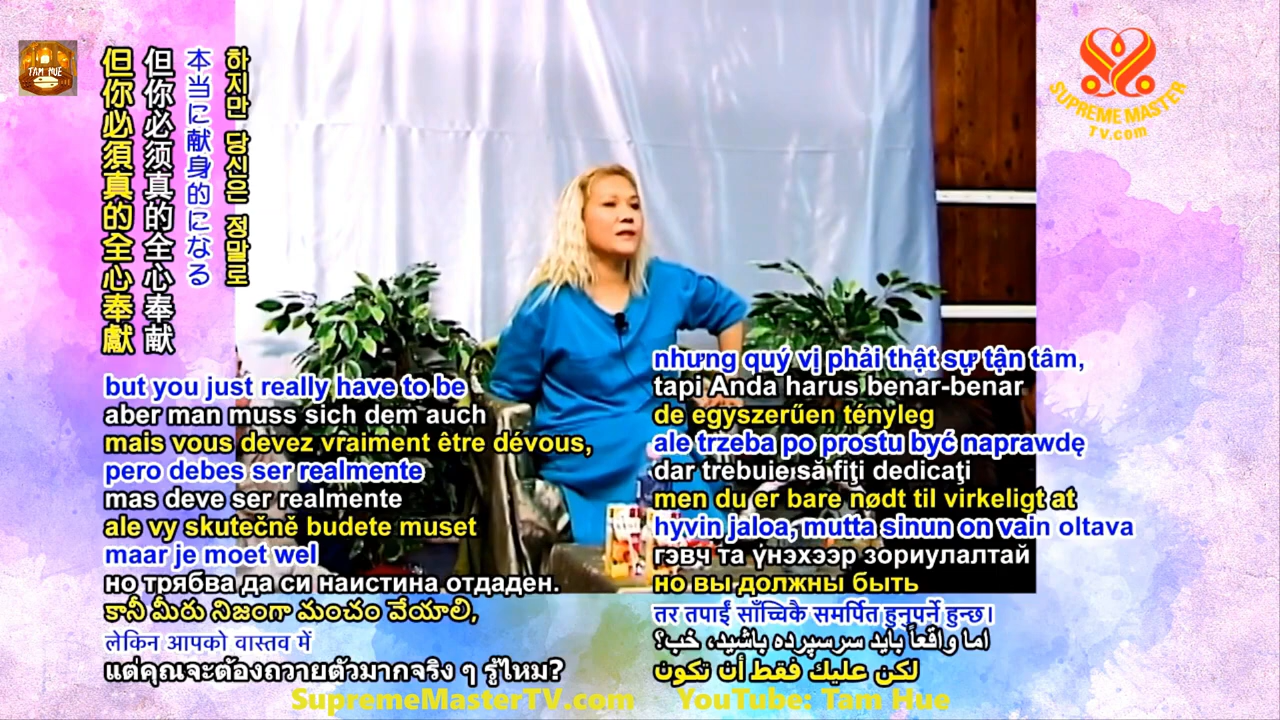 TAM HUE
但你必須真的全心奉獻
但你必须真的全心奉献
本当に献身的になる
하지만 당신은 정말로
SUPREME MASTER
TV.com
but you just really have to be
aber man muss sich dem auch
mais vous devez vraiment être dévous,
pero debes ser realmente
mas deve ser realmente
ale vy skutečně budete muset
maar je moet wel
но трябва да си наистина отдаден.
కానీ మీరు నిజంగా మంచం వేయాలి,
लेकिन आपको वास्तव में
แต่คุณจะต้องถวายตัวมากจริง ๆ รู้ไหม?
nhưng quý vị phải thật sự tận tâm,
tapi Anda harus benar-benar
de egyszerűen tényleg
ale trzeba po prostu być naprawdę
dar trebuie să fiţi dedicaţi
men du er bare nødt til virkeligt at
hyvin jaloa, mutta sinun on vain oltava
гэвч та үнэхээр зориулалтай
но вы должны быть
तर तपाईं साँच्चिकै समर्पित हुनुपर्ने हुन्छ।
اما واقعاً باید سرسپرده باشید، خب؟
لكن عليك فقط أن تكون
SupremeMasterTV.com
YouTube: Tam Hue